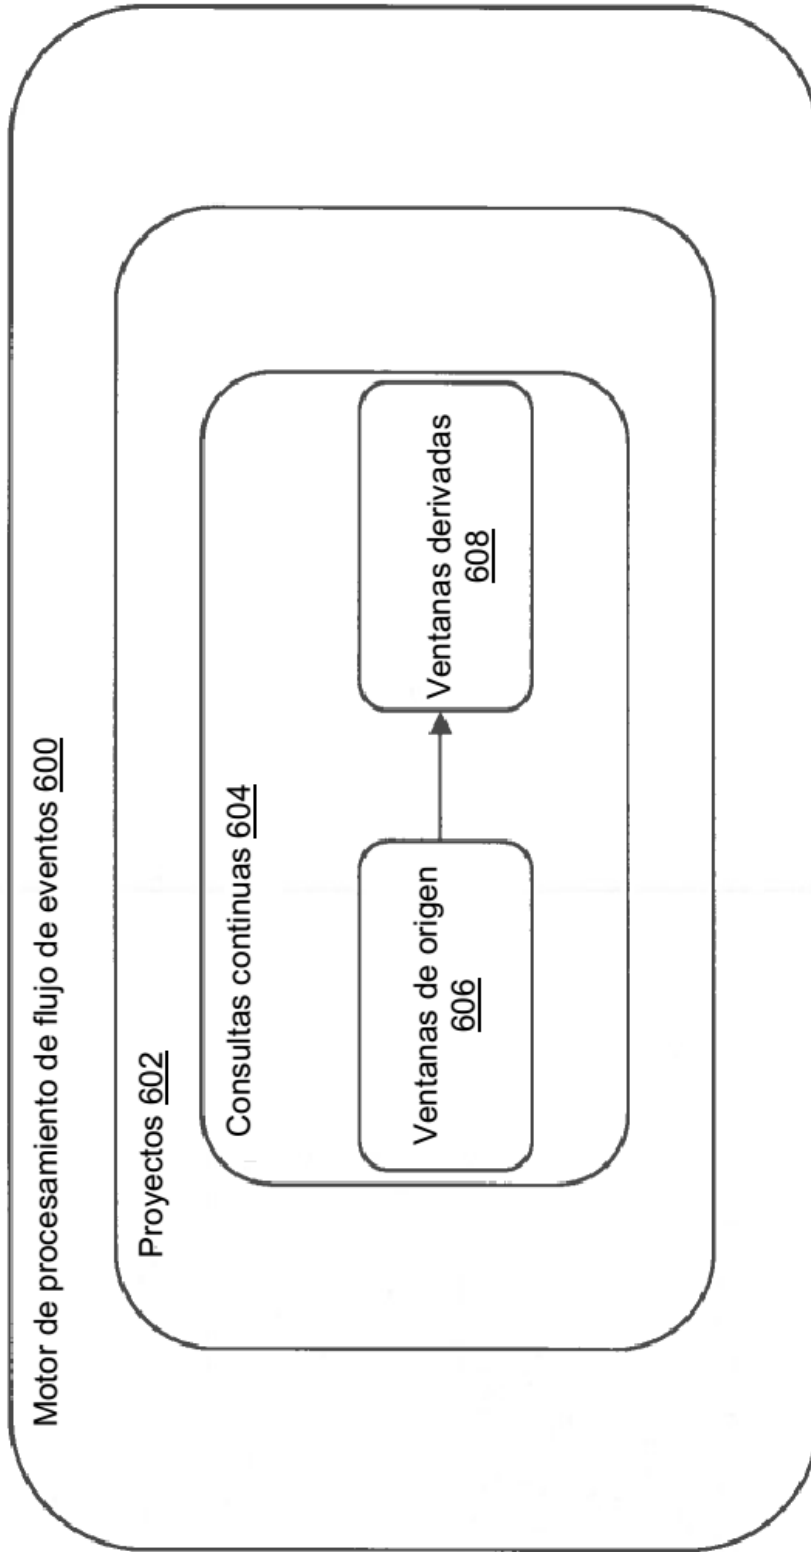 Motor de procesamiento de flujo de eventos 600
Proyectos 602
Consultas continuas 604
Ventanas de origen
606
Ventanas derivadas
608